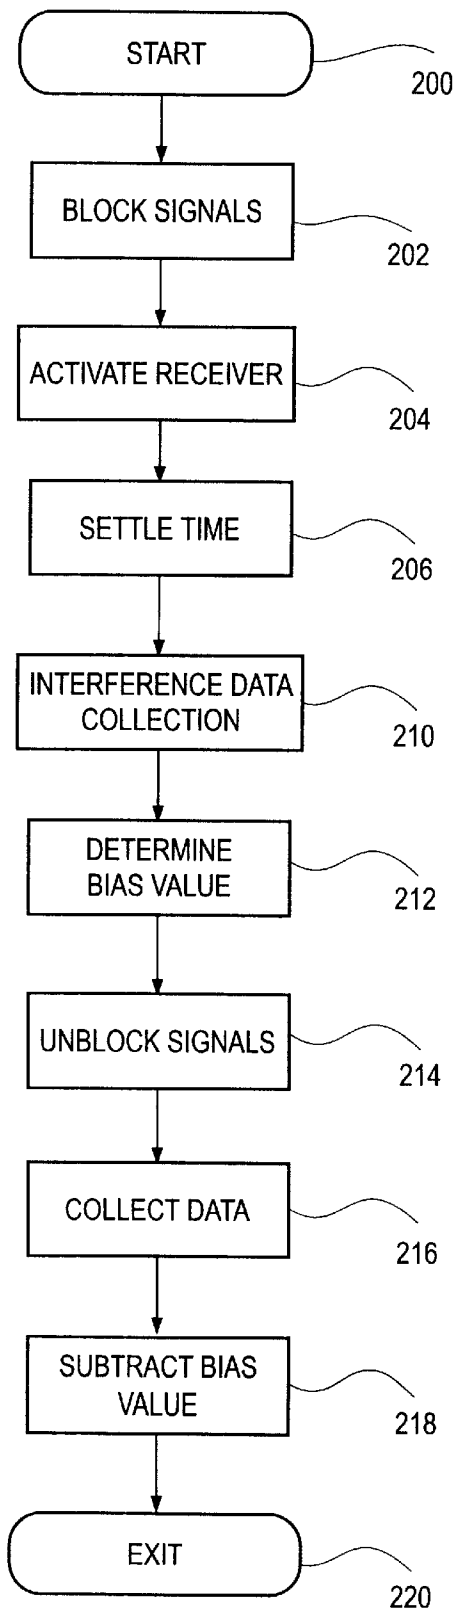 START
200
BLOCK SIGNALS
202
ACTIVATE RECEIVER
204
SETTLE TIME
206
INTERFERENCE DATA
COLLECTION
210
DETERMINE
BIAS VALUE
212
UNBLOCK SIGNALS
214
COLLECT DATA
216
SUBTRACT BIAS
VALUE
218
EXIT
220